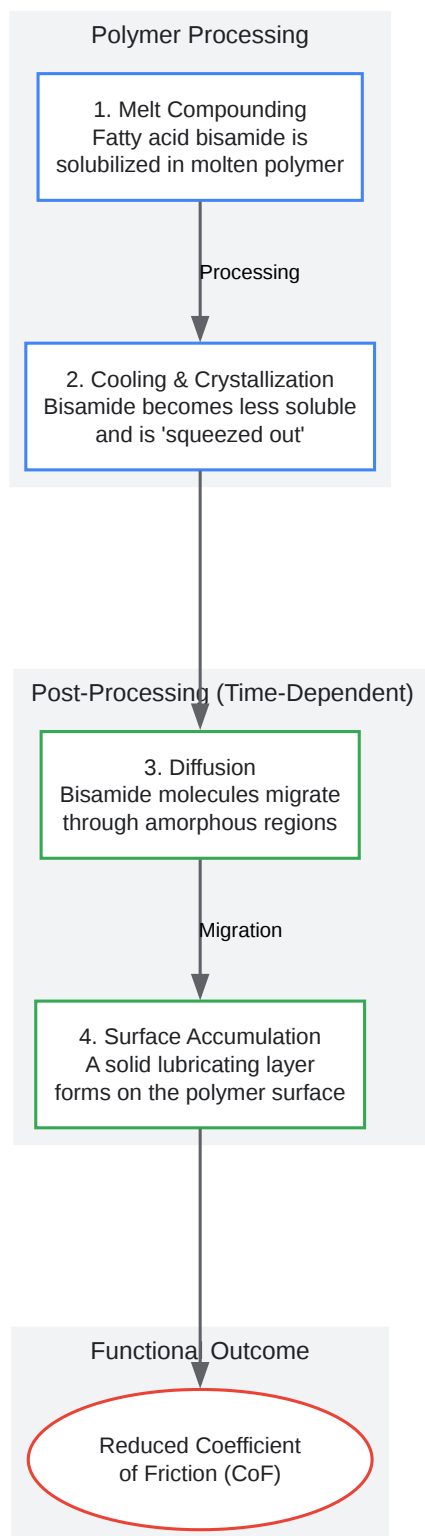 Polymer Processing
1. Melt Compounding
Fatty acid bisamide is
solubilized in molten polymer
Processing
2. Cooling & Crystallization
Bisamide becomes less soluble
and is 'squeezed out'
Post-Processing (Time-Dependent)
3. Diffusion
Bisamide molecules migrate
through amorphous regions
Migration
4. Surface Accumulation
A solid lubricating layer
forms on the polymer surface
Functional Outcome
Reduced Coefficient
of Friction (CoF)